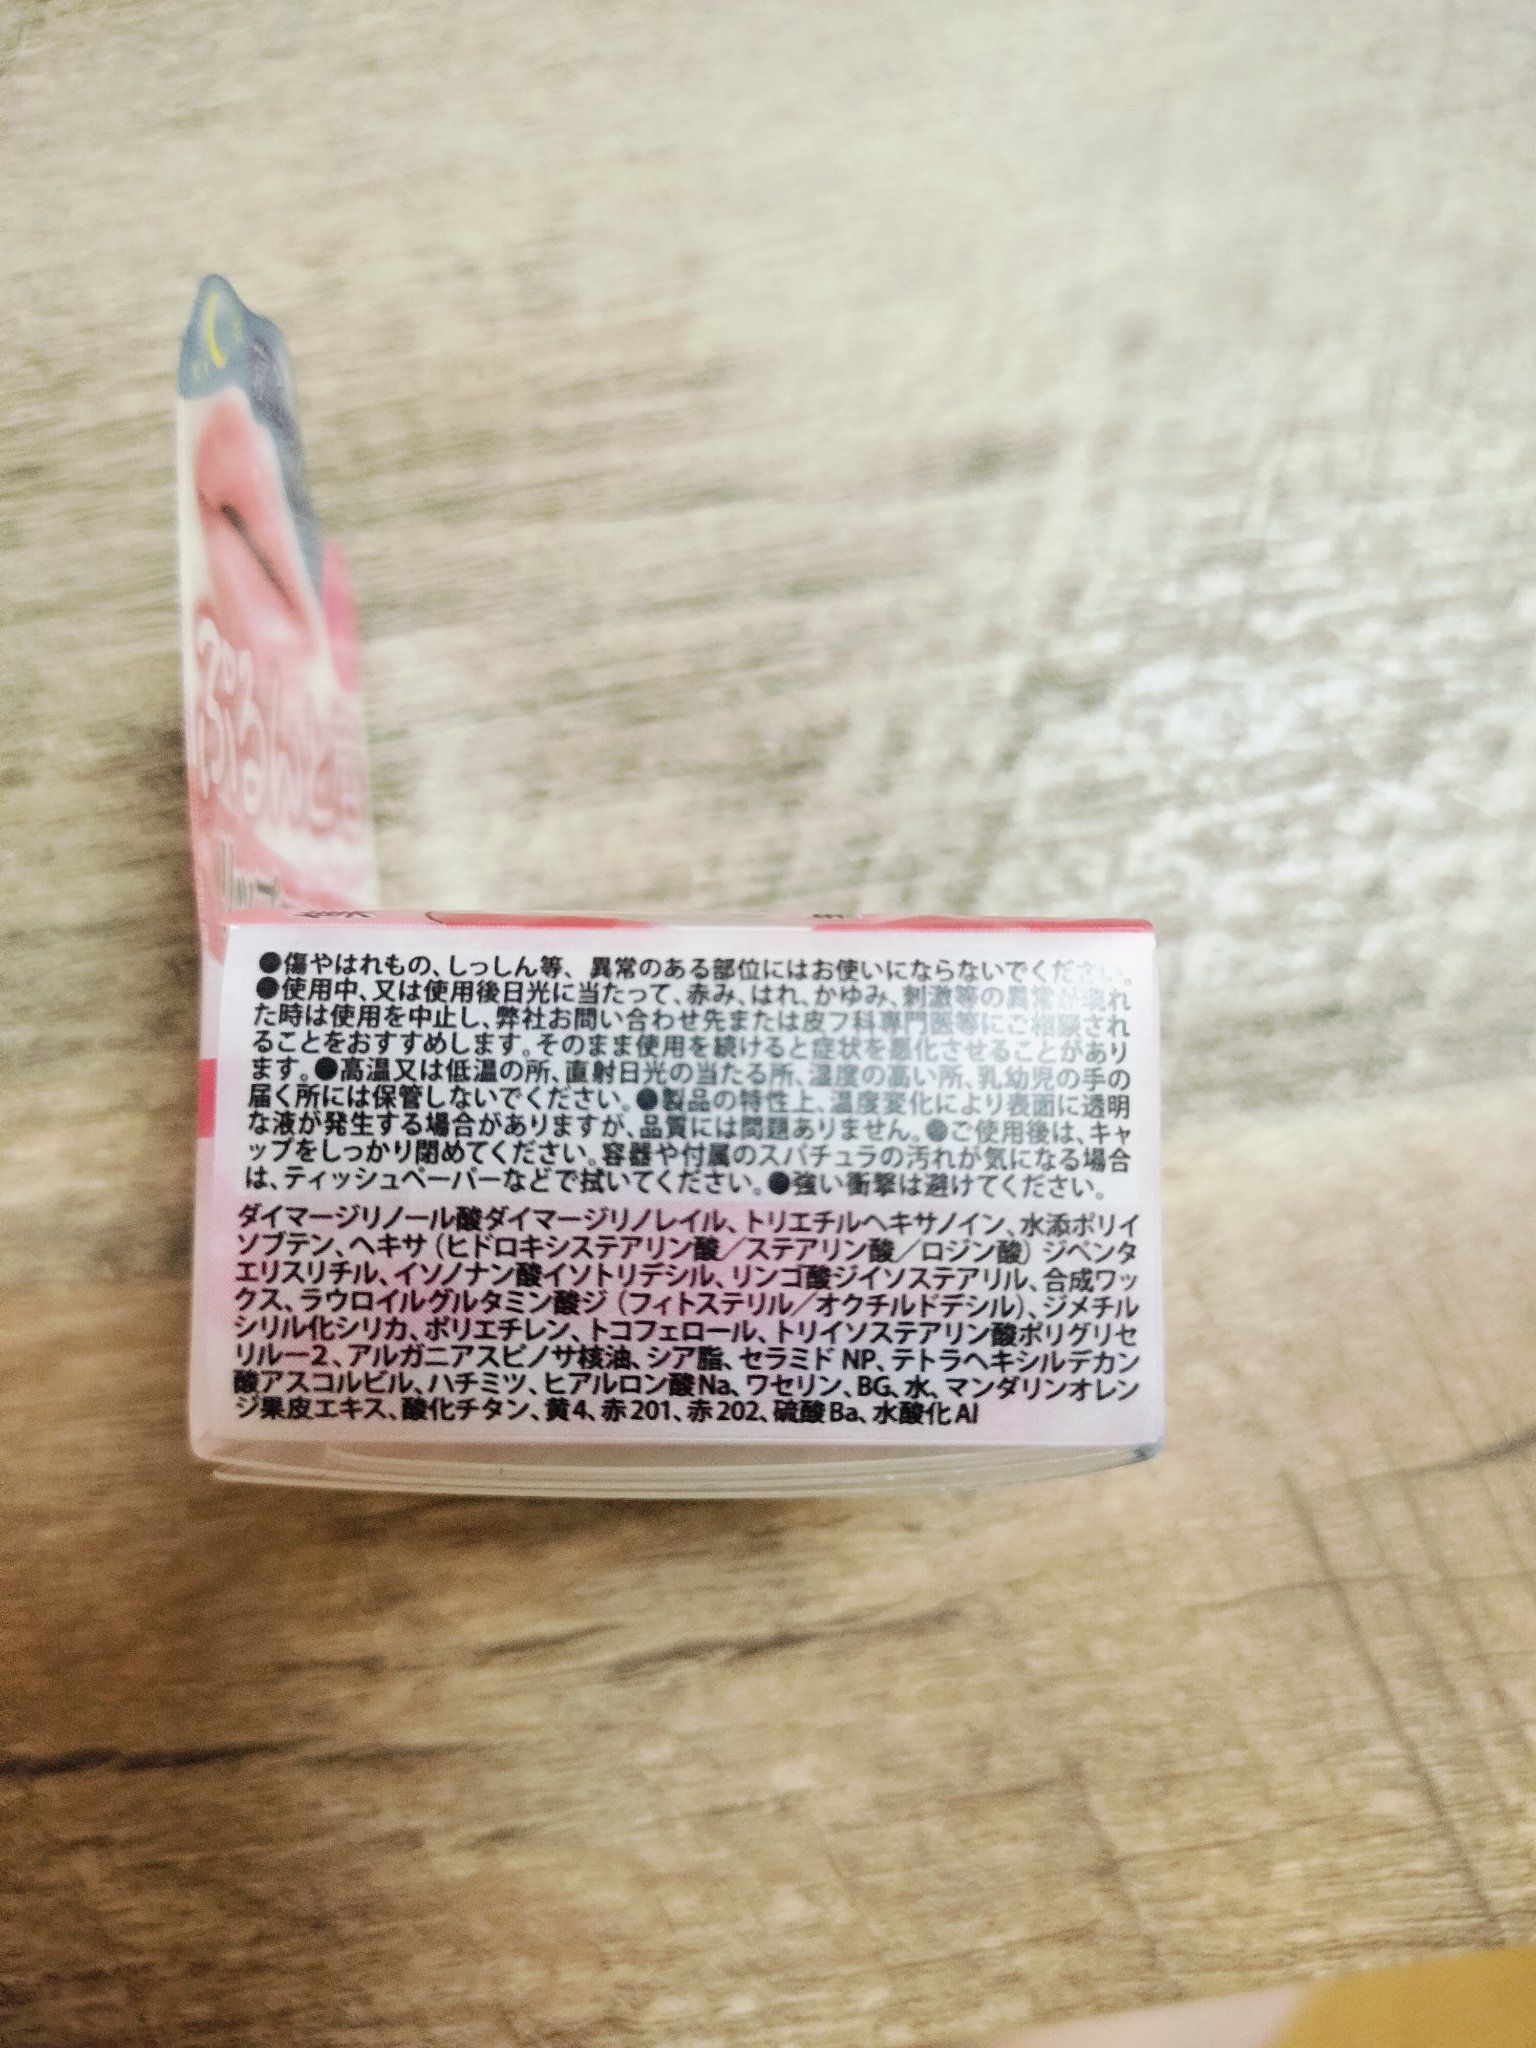 ぷるんと
●傷やはれもの、しっしん等、異常のある部位にはお使いにならないでください。
●使用中、又は使用後日光に当たって、赤み、はれ、かゆみ、刺激等の異常が現れ
た時は使用を中止し、弊社お問い合わせ先または皮フ科専門医等にご相談され
ることをおすすめします。そのまま使用を続けると症状を悪化させることがあり
ます。●高温又は低温の所、直射日光の当たる所、湿度の高い所、乳幼児の手の
届く所には保管しないでください。●製品の特性上、温度変化により表面に透明
な液が発生する場合がありますが、品質には問題ありません。●ご使用後は、キャ
ップをしっかり閉めてください。容器や付属のスパチュラの汚れが気になる場合
は、ティッシュペーパーなどで拭いてください。●強い衝撃は避けてください。
ダイマージリノール酸ダイマージリノレイル、トリエチルヘキサノイン、水添ポリイ
ソブテン、ヘキサ（ヒドロキシステアリン酸／ステアリン酸／ロジン酸）ジペンタ
エリスリチル、イソノナン酸イソトリデシル、リンゴ酸ジイソステアリル、合成ワッ
クス、ラウロイルグルタミン酸ジ（フィトステリル／オクチルドデシル）、ジメチル
シリル化シリカ、ポリエチレン、トコフェロール、トリイソステアリン酸ポリグリセ
リル－2、アルガニアスピノサ核油、シア脂、セラミドNP、テトラヘキシルデカン
酸アスコルビル、ハチミツ、ヒアルロン酸Na、ワセリン、BG、水、マンダリンオレン
ジ果皮エキス、酸化チタン、黄4、赤201、赤202、硫酸Ba、水酸化Al